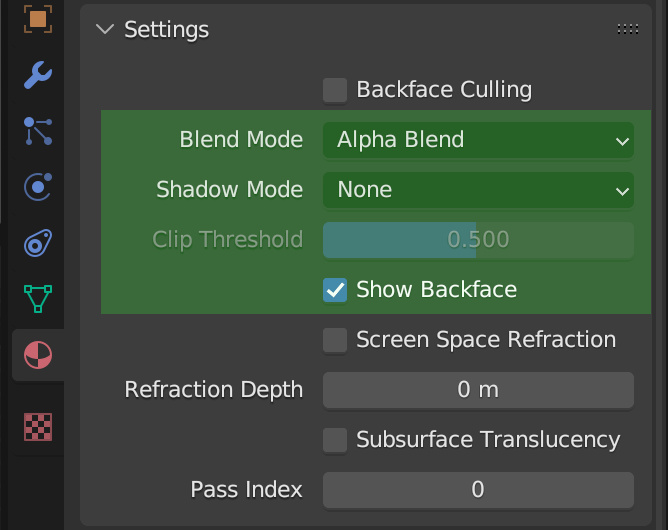 Settings
Backface Culling
Blend Mode Alpha Blend
Shadow Mode None
Clip Threshold 0.500
Show Backface
Screen Space Refraction
Refraction Depth 0 m
Subsurface Translucency
Pass Index 0